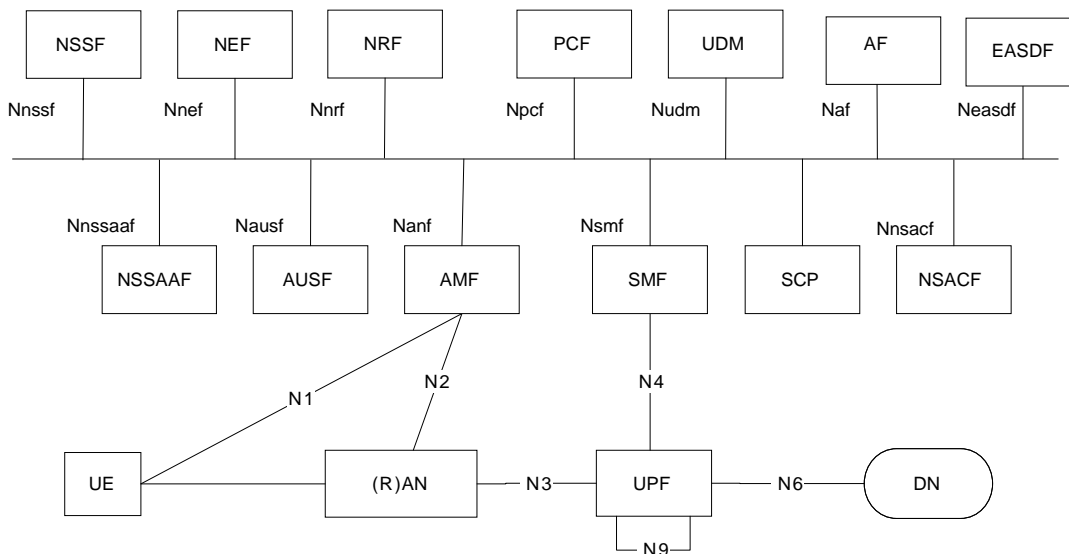 NSSF
NEF
NRF
PCF
UDM
AF
EASDF
Nnssf
Nnef
Nnrf
Npcf
Nudm
Naf
Neasdf
Nnssaaf
Nausf
Nanf
Nsmf
Nnsacf
NSSAAF
AUSF
AMF
SMF
SCP
NSACF
N1
N2
N4
UE
(R)AN
N3
UPF
N6
DN
N9